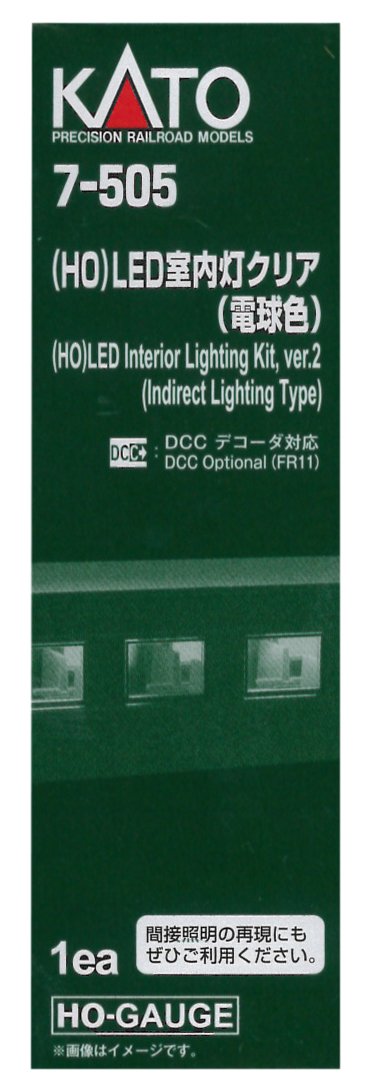 KATO
PRECISION RAILROAD MODELS
7-505
(HO)LED室内灯クリア
(電球色)
(HO)LED Interior Lighting Kit, ver.2
(Indirect Lighting Type)
DCC : DCC デコーダ対応
DCC Optional (FR11)
間接照明の再現にも
ぜひご利用ください。
1ea
HO-GAUGE
※画像はイメージです。